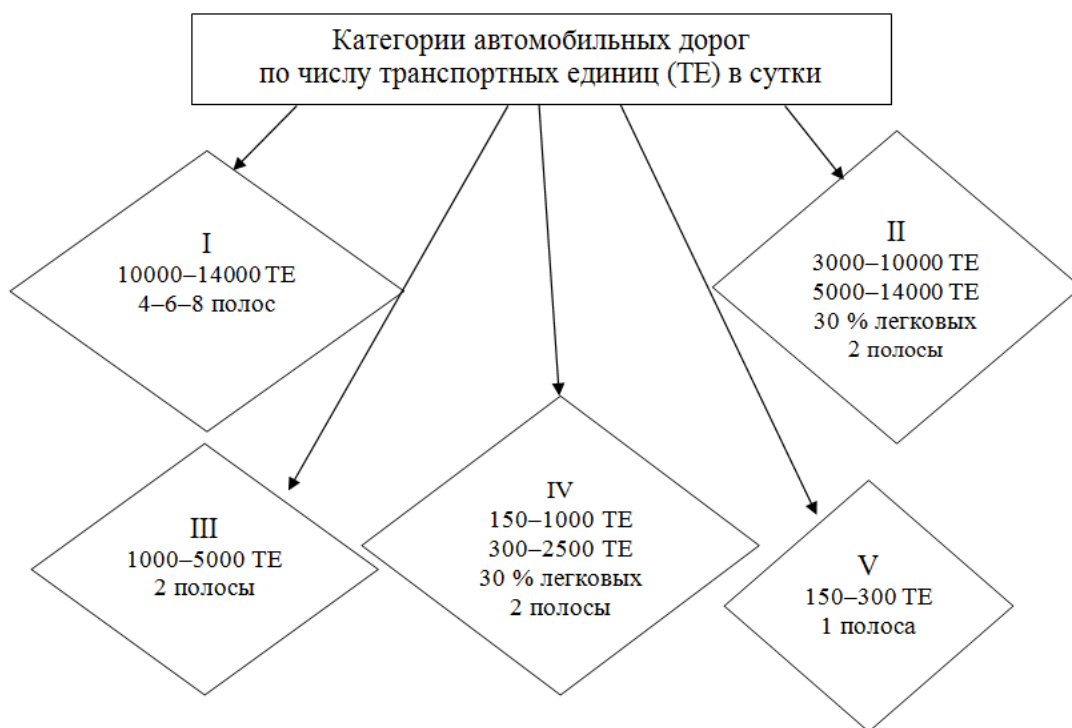 Категории автомобильных дорог
по числу транспортных единиц (ТЕ) в сутки
I
10000–14000 ТЕ
4–6–8 полос
II
3000–10000 ТЕ
5000–14000 ТЕ
30 % легковых
2 полосы
III
1000–5000 ТЕ
2 полосы
IV
150–1000 ТЕ
300–2500 ТЕ
30 % легковых
2 полосы
V
150–300 ТЕ
1 полоса